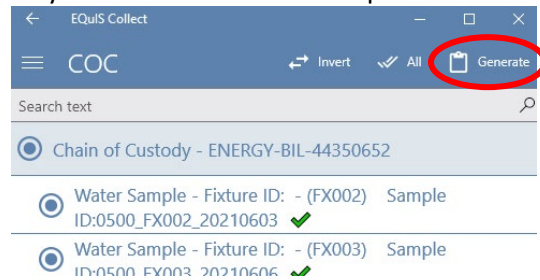 EQuIS Collect
COC Invert All Generate
Search text
Chain of Custody - ENERGY-BIL-44350652
Water Sample - Fixture ID: - (FX002) Sample
ID:0500_FX002_20210603
Water Sample - Fixture ID: - (FX003) Sample
ID:0500_FX003_20210606